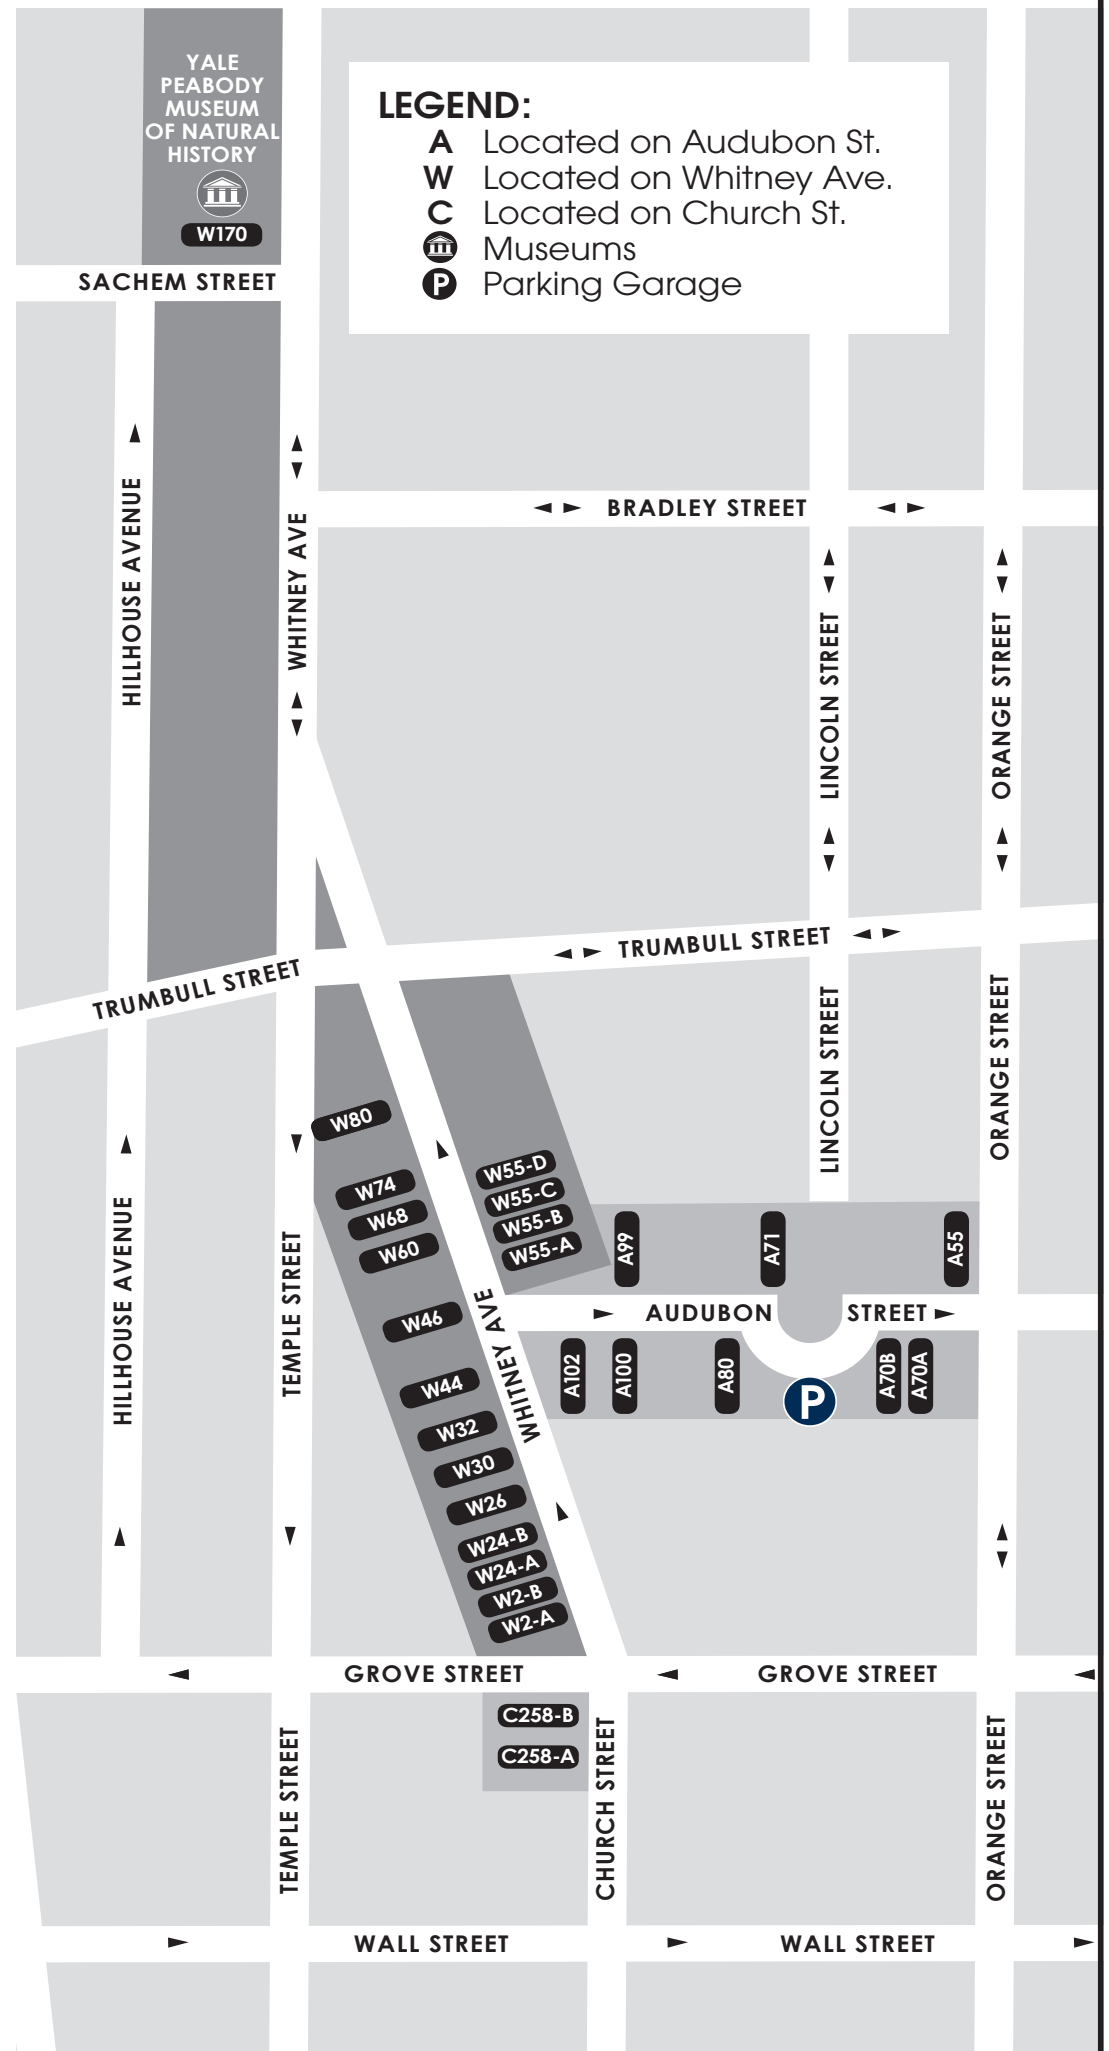 YALE
PEABODY
MUSEUM
OF NATURAL
HISTORY
W170
LEGEND:
A Located on Audubon St.
W Located on Whitney Ave.
C Located on Church St.
Museums
P Parking Garage
SACHEM STREET
HILLHOUSE AVENUE
WHITNEY AVE
BRADLEY STREET
LINCOLN STREET
ORANGE STREET
TRUMBULL STREET
TRUMBULL STREET
LINCOLN STREET
ORANGE STREET
W80
W74
W68
W60
W55-D
W55-C
W55-B
W55-A
A99
A71
A55
HILLHOUSE AVENUE
TEMPLE STREET
W46
WHITNEY AVE
AUDUBON STREET
W44
A102
A100
A80
P
A70B
A70A
W32
W30
W26
W24-B
W24-A
W2-B
W2-A
GROVE STREET
GROVE STREET
C258-B
C258-A
TEMPLE STREET
CHURCH STREET
ORANGE STREET
WALL STREET
WALL STREET